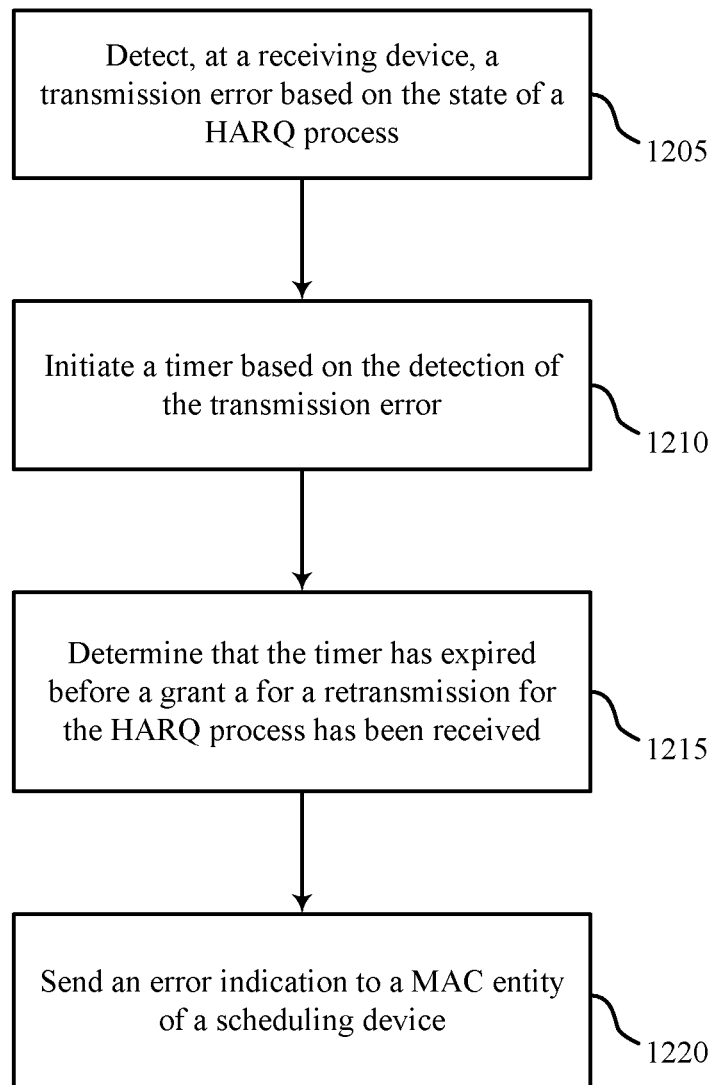 Detect, at a receiving device, a
transmission error based on the state of a
HARQ process
1205
Initiate a timer based on the detection of
the transmission error
1210
Determine that the timer has expired
before a grant a for a retransmission for
the HARQ process has been received
1215
Send an error indication to a MAC entity
of a scheduling device
1220